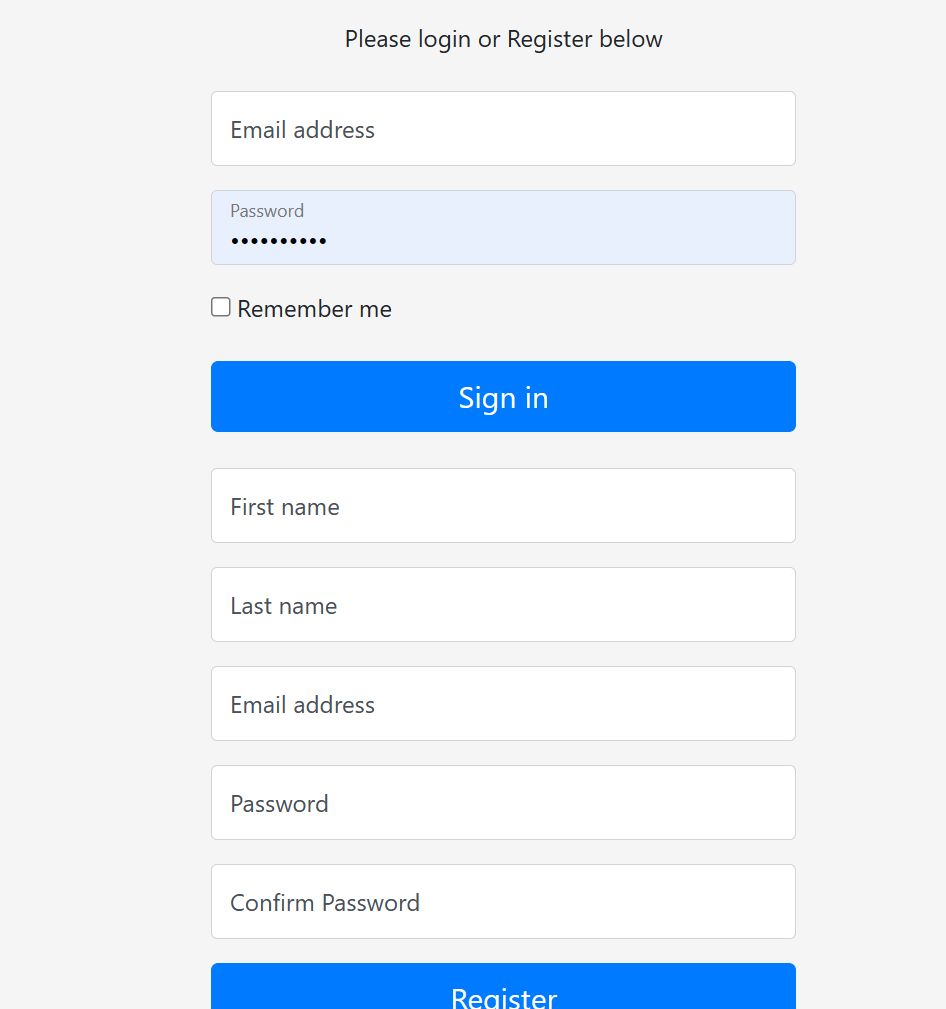 Please login or Register below
Email address
Password
••••••••••
Remember me
Sign in
First name
Last name
Email address
Password
Confirm Password
Register